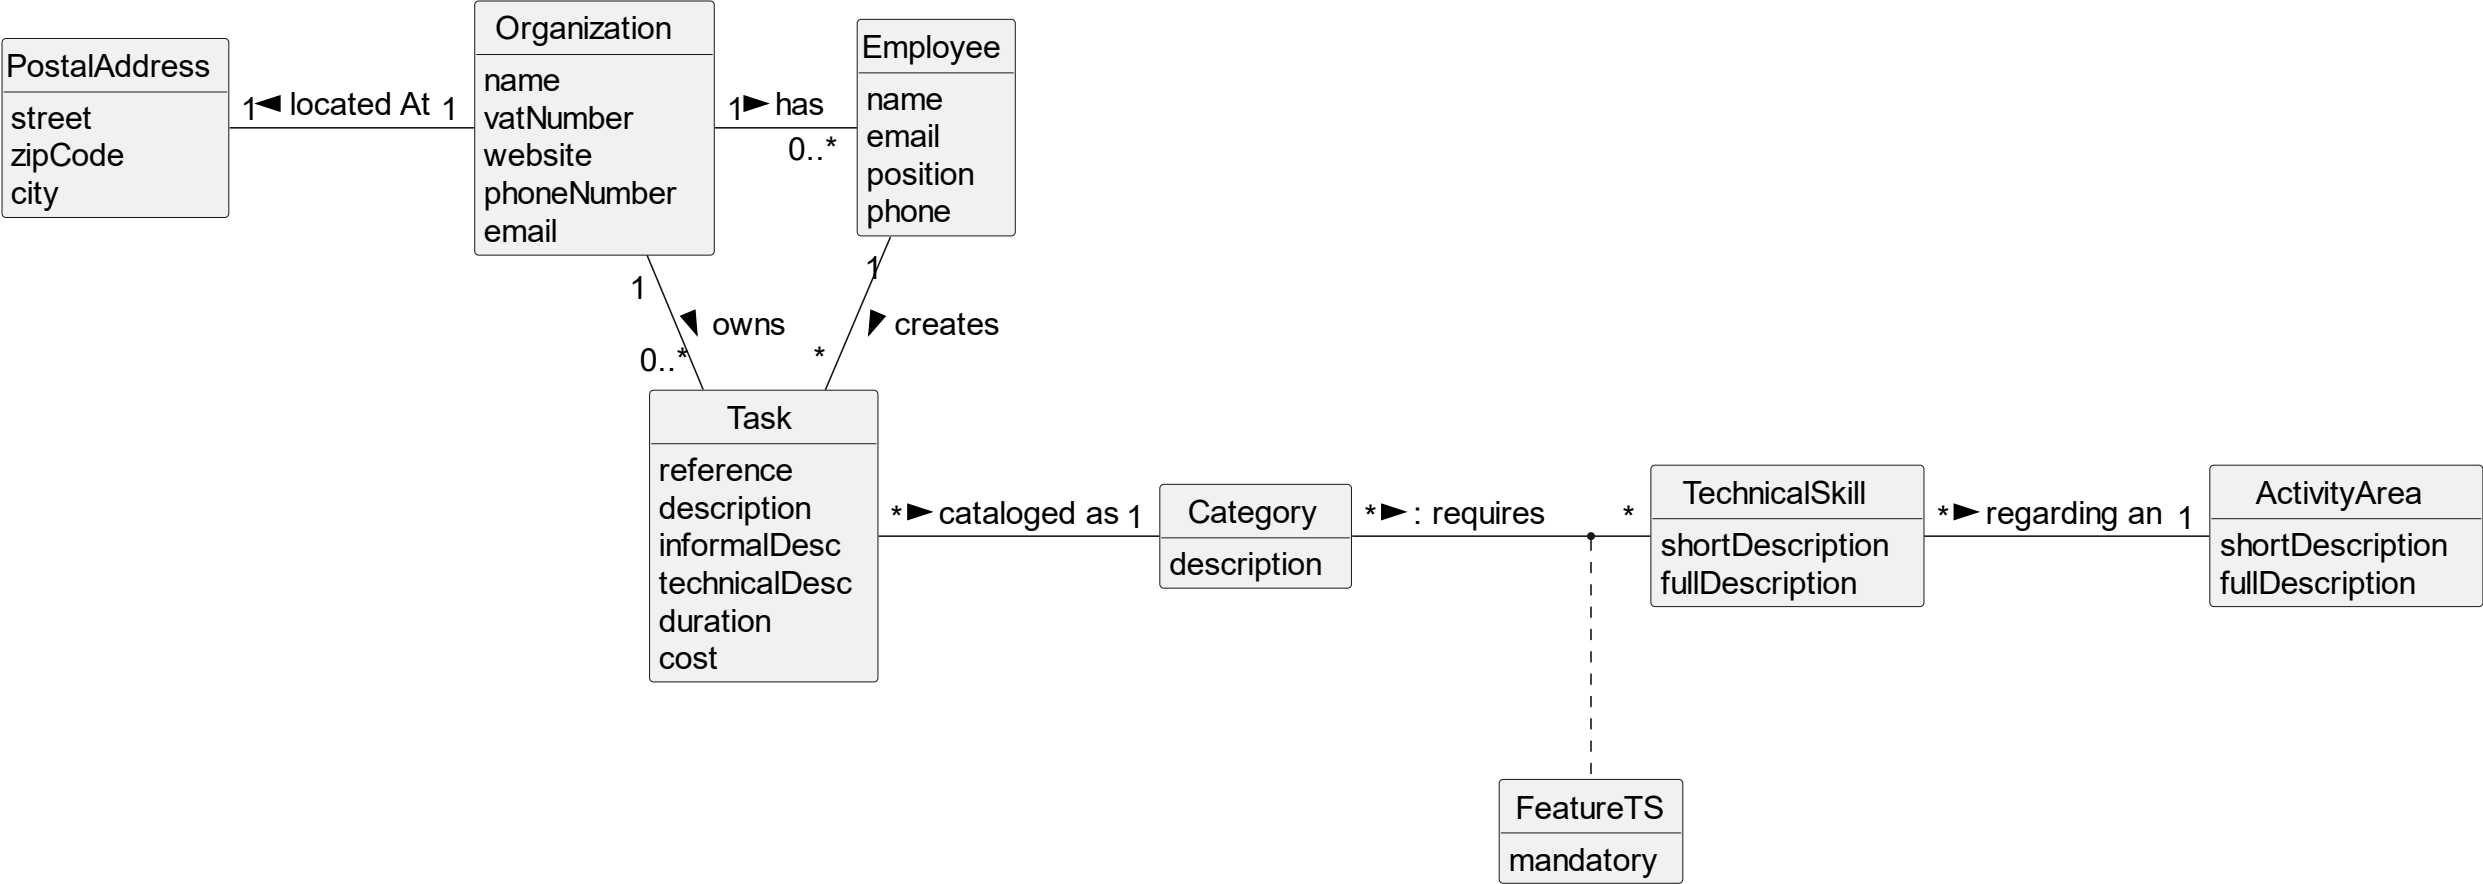 PostalAddress
street
zipCode
city
1 ◄ located At 1
Organization
name
vatNumber
website
phoneNumber
email
1 ► has
0..*
Employee
name
email
position
phone
1
owns
0..*
1
creates
*
Task
reference
description
informalDesc
technicalDesc
duration
cost
* ► cataloged as 1
Category
description
* ► : requires *
TechnicalSkill
shortDescription
fullDescription
* ► regarding an 1
ActivityArea
shortDescription
fullDescription
FeatureTS
mandatory